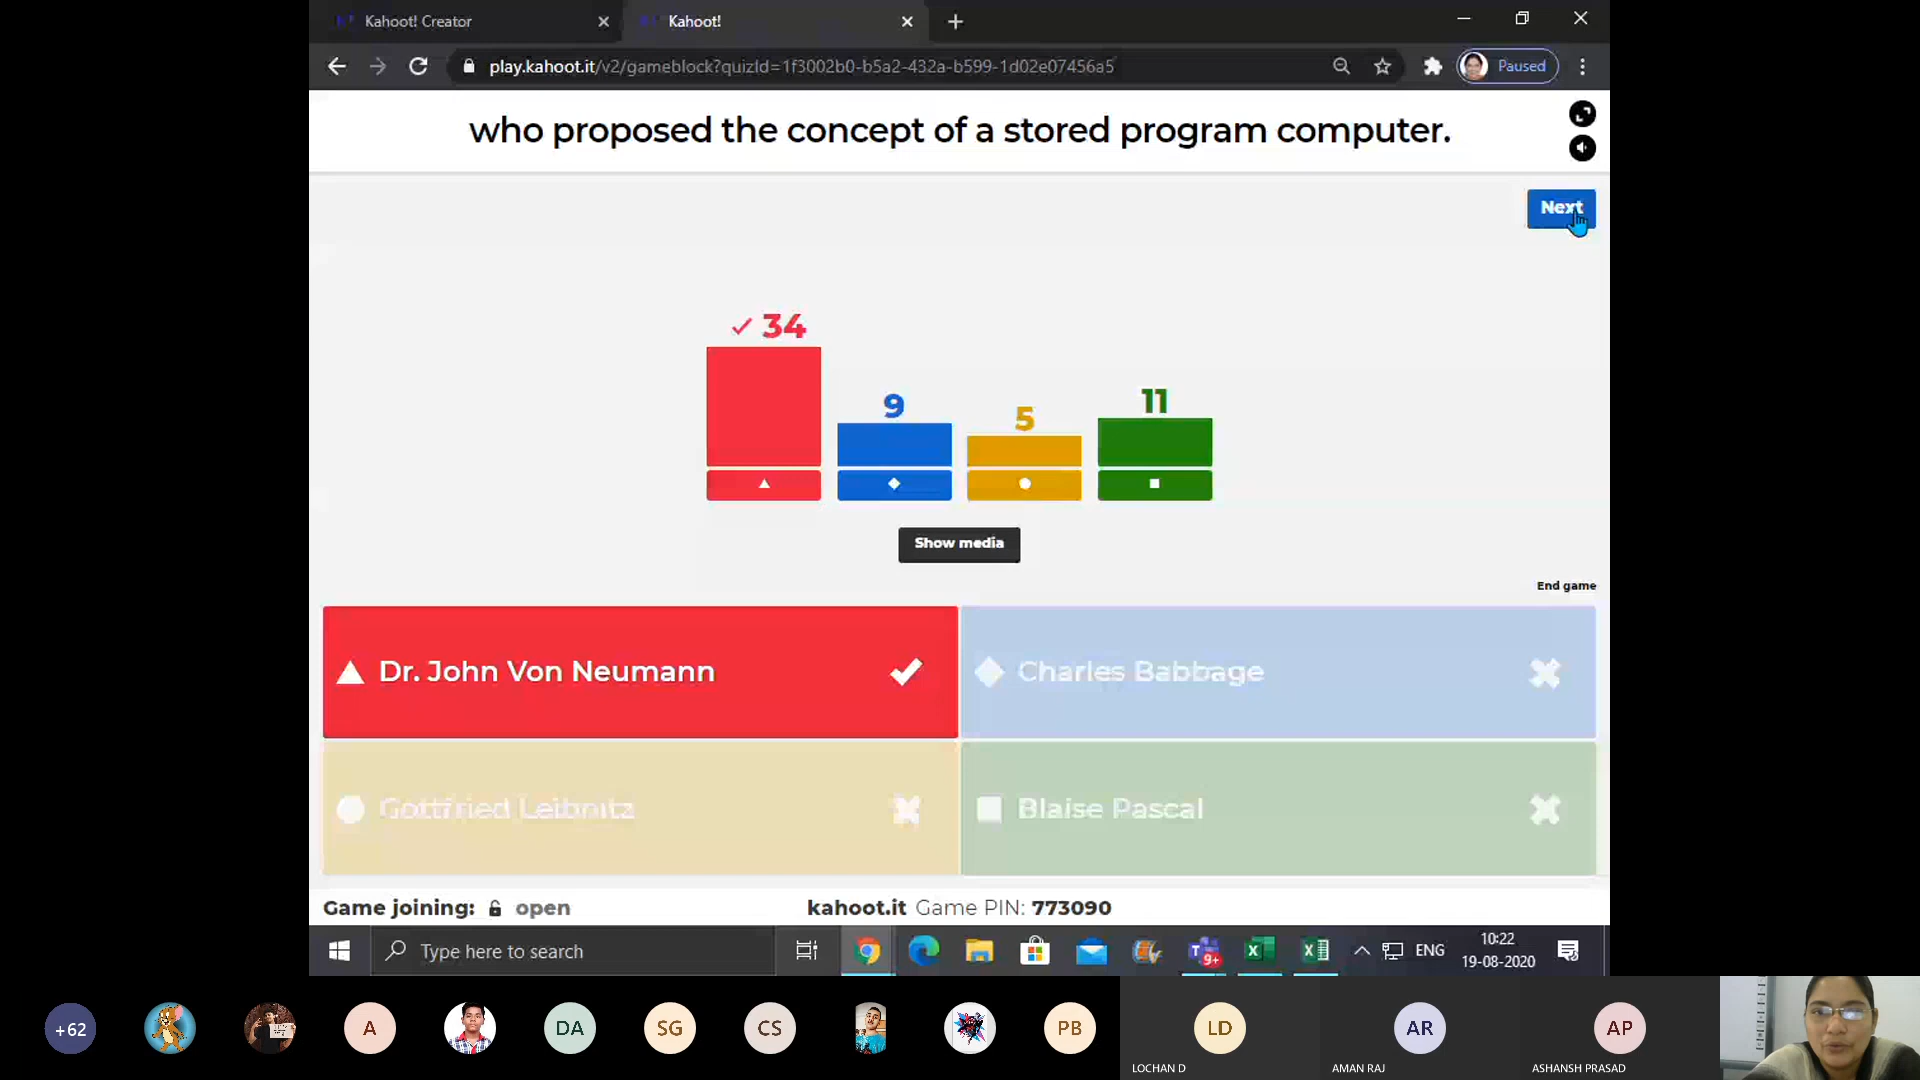 Kahoot! Creator
Kahoot!
play.kahoot.it/v2/gameblock?quizId=1f3002b0-b5a2-432a-b599-1d02e07456a5
Paused
who proposed the concept of a stored program computer.
Next
34
9
5
11
Show media
End game
Dr. John Von Neumann
Charles Babbage
Gottfried Leibnitz
Blaise Pascal
Game joining: open
kahoot.it Game PIN: 773090
Type here to search
9+
ENG
10:22
19-08-2020
+62
A
DA
SG
CS
PB
LD
LOCHAN D
AR
AMAN RAJ
AP
ASHANSH PRASAD